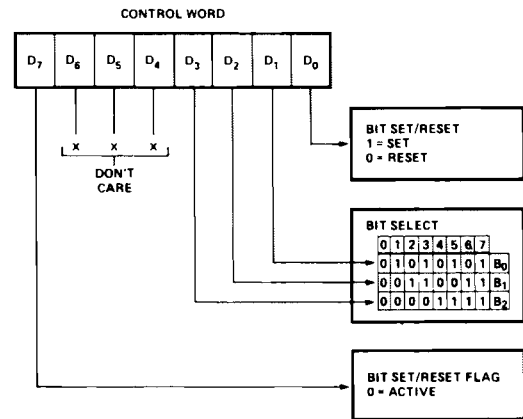 CONTROL WORD
D7 D6 D5 D4 D3 D2 D1 D0
X X X
DON'T
CARE
BIT SET/RESET
1 = SET
0 = RESET
BIT SELECT
0 1 2 3 4 5 6 7
0 1 0 1 0 1 0 1 B0
0 0 1 1 0 0 1 1 B1
0 0 0 0 1 1 1 1 B2
BIT SET/RESET FLAG
0 = ACTIVE